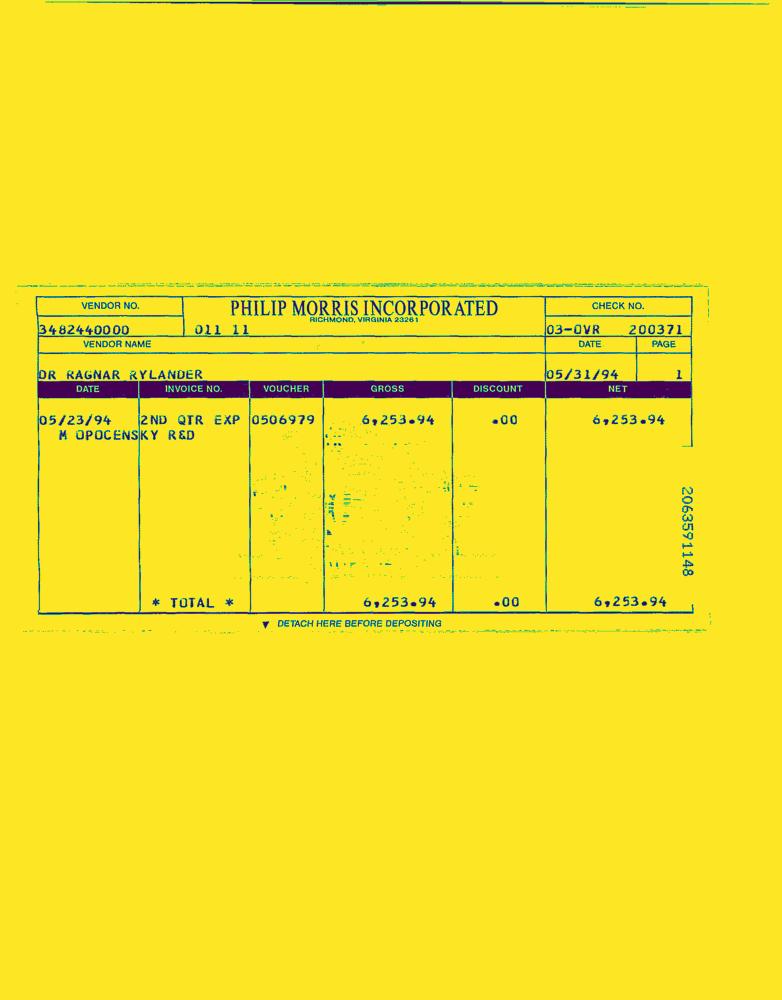 VENDOR NO. PHILIP MORRIS INCORPORATED CHECK NO.
RICHMOND, VIRGINIA 23261
3482440000 011 11 03-OVR 200371
VENDOR NAME DATE PAGE
DR RAGNAR RYLANDER 05/31/94 1
DATE INVOICE NO. VOUCHER GROSS DISCOUNT NET
05/23/94 2ND QTR EXP 0506979 6,253.94 .00 6,253.94
M OPOCENSKY R&D
2063591148
* TOTAL * 6,253.94 .00 6,253.94
▼ DETACH HERE BEFORE DEPOSITING